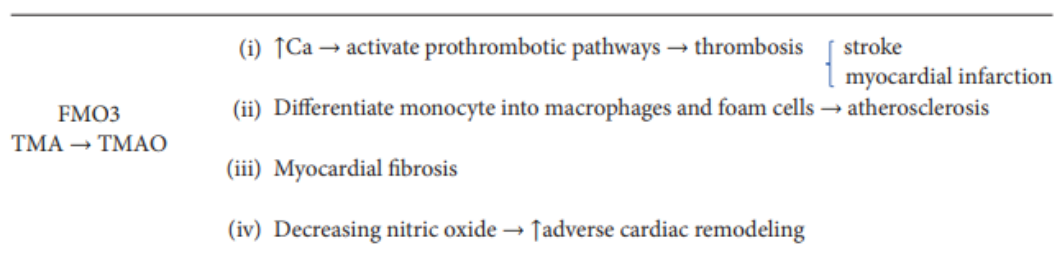 FMO3
TMA → TMAO
(i) ↑Ca → activate prothrombotic pathways → thrombosis
stroke
myocardial infarction
(ii) Differentiate monocyte into macrophages and foam cells → atherosclerosis
(iii) Myocardial fibrosis
(iv) Decreasing nitric oxide → ↑adverse cardiac remodeling